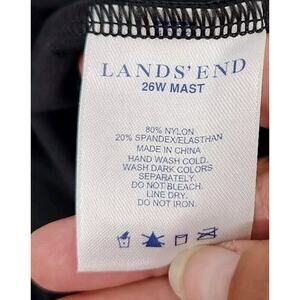 LANDS' END
26W MAST
80% NYLON
20% SPANDEX/ELASTHAN
MADE IN CHINA
HAND WASH COLD.
WASH DARK COLORS
SEPARATELY.
DO NOT BLEACH.
LINE DRY.
DO NOT IRON.